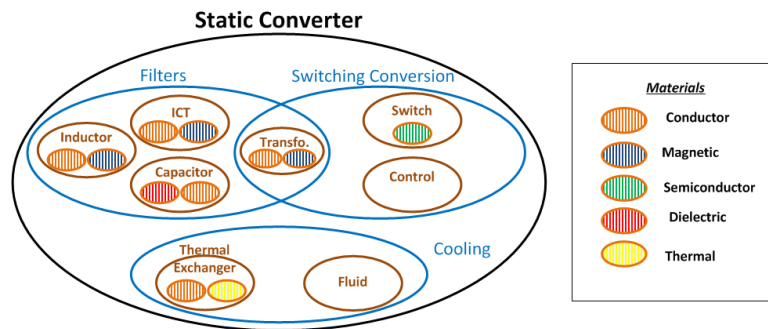 Static Converter
Filters
Switching Conversion
ICT
Switch
Inductor
Transfo.
Capacitor
Control
Cooling
Thermal
Exchanger
Fluid
Materials
Conductor
Magnetic
Semiconductor
Dielectric
Thermal